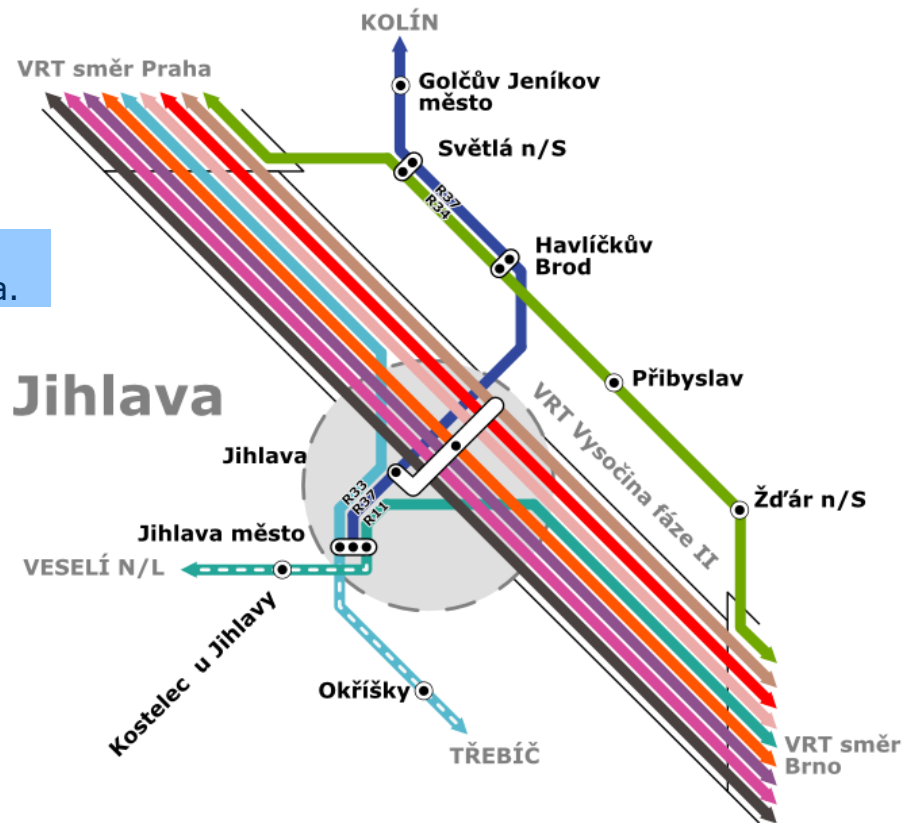 KOLÍN
VRT směr Praha
Golčův Jeníkov
město
Světlá n/S
R37
R34
Havlíčkův
Brod
a.
Přibyslav
Jihlava
VRT Vysočina fáze II
Jihlava
R33
R37
R11
Žďár n/S
Jihlava město
VESELÍ N/L
Kostelec u Jihlavy
Okříšky
TŘEBÍČ
VRT směr
Brno